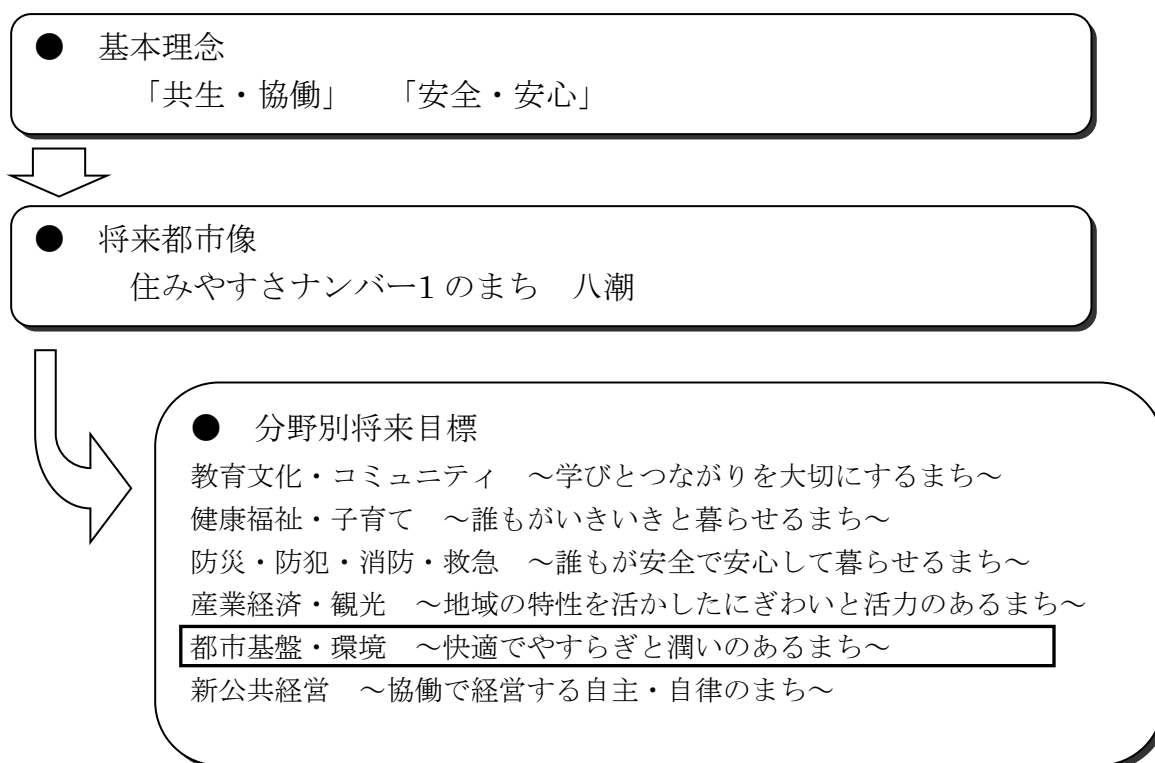 ● 基本理念
「共生・協働」 「安全・安心」
● 将来都市像
住みやすさナンバー1 のまち 八潮
● 分野別将来目標
教育文化・コミュニティ ～学びとつながりを大切にするまち～
健康福祉・子育て ～誰もがいきいきと暮らせるまち～
防災・防犯・消防・救急 ～誰もが安全で安心して暮らせるまち～
産業経済・観光 ～地域の特性を活かしたにぎわいと活力のあるまち～
都市基盤・環境 ～快適でやすらぎと潤いのあるまち～
新公共経営 ～協働で経営する自主・自律のまち～